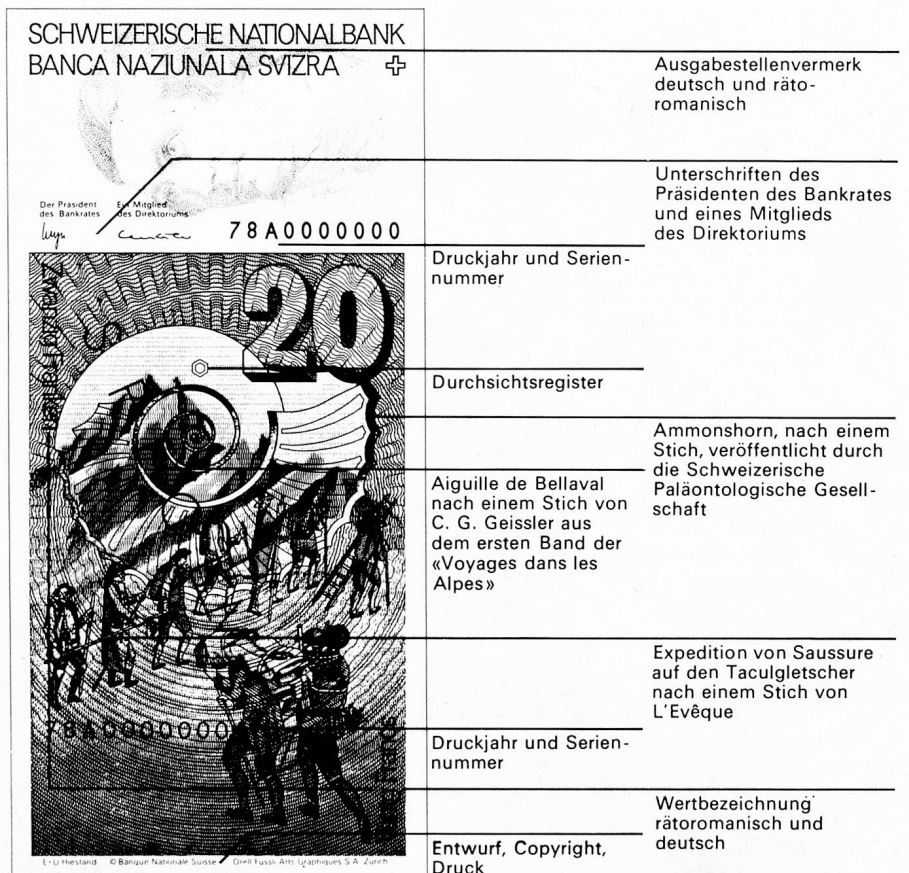 SCHWEIZERISCHE NATIONALBANK
BANCA NAZIUNALA SVIZRA
Ausgabestellenvermerk
deutsch und räto-
romanisch
Der Präsident
des Bankrates
Ein Mitglied
des Direktoriums
78A0000000
Unterschriften des
Präsidenten des Bankrates
und eines Mitglieds
des Direktoriums
Druckjahr und Serien-
nummer
20
Zwanzig Franken
Durchsichtsregister
Ammonshorn, nach einem
Stich, veröffentlicht durch
die Schweizerische
Paläontologische Gesell-
schaft
Aiguille de Bellaval
nach einem Stich von
C. G. Geissler aus
dem ersten Band der
«Voyages dans les
Alpes»
Expedition von Saussure
auf den Taculgletscher
nach einem Stich von
L'Evêque
78A0000000
Druckjahr und Serien-
nummer
Wertbezeichnung
rätoromanisch und
deutsch
Entwurf, Copyright,
Druck
E+U Hiestand © Banque Nationale Suisse Orell Füssli Arts Graphiques S.A. Zurich